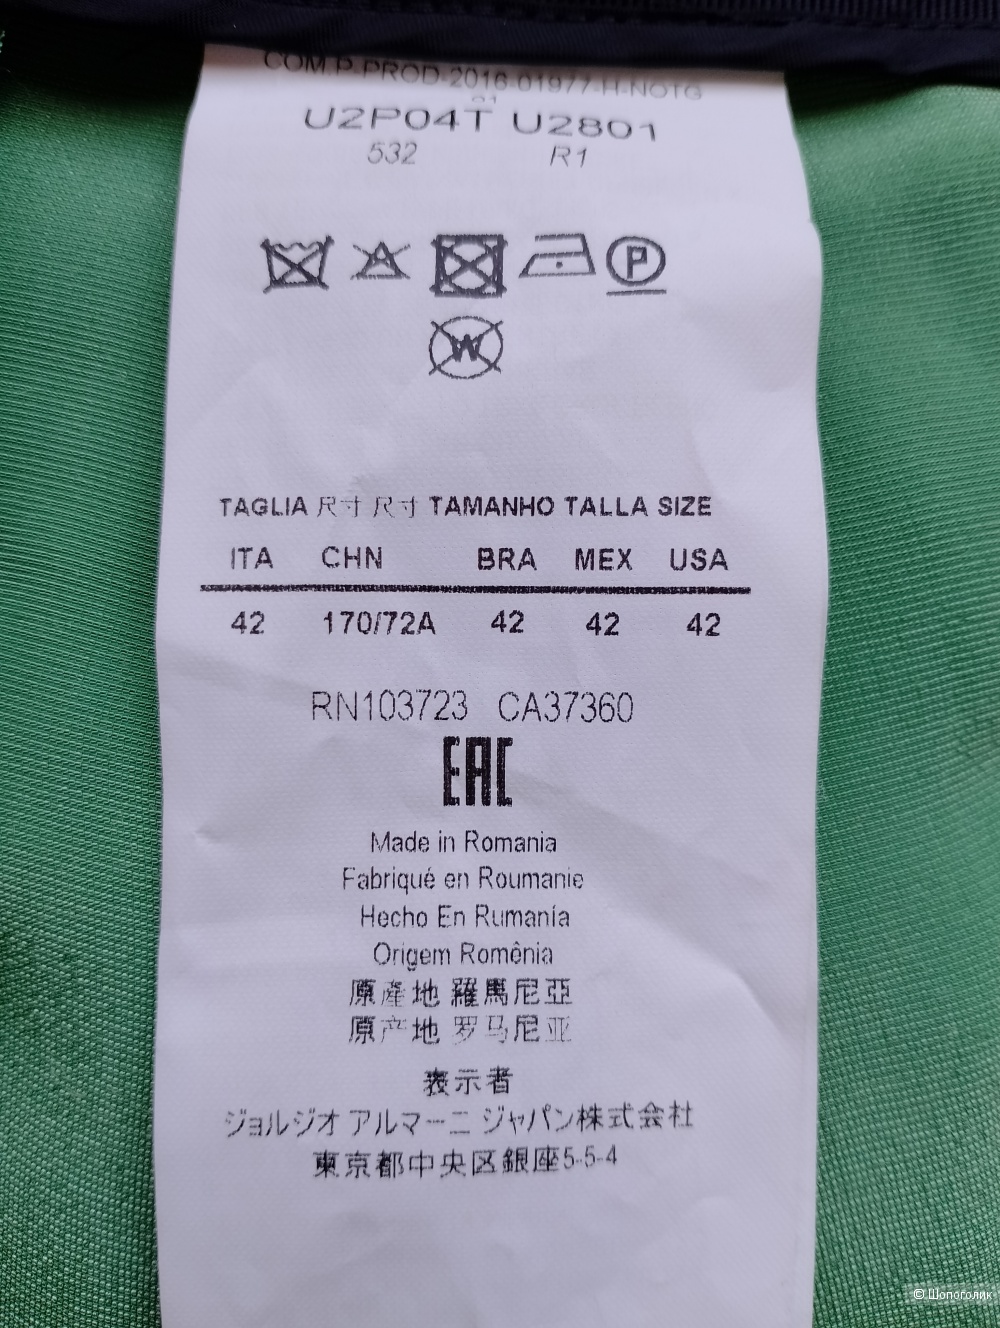 COM.P-PROD-2016-01977-H-NOTG
01
U2P04T U2801
532 R1
P
W
TAGLIA 尺寸 尺寸 TAMANHO TALLA SIZE
ITA CHN BRA MEX USA
42 170/72A 42 42 42
RN103723 CA37360
EAC
Made in Romania
Fabriqué en Roumanie
Hecho En Rumanía
Origem Romênia
原產地 羅馬尼亞
原产地 罗马尼亚
表示者
ジョルジオ アルマーニ ジャパン株式会社
東京都中央区銀座5-5-4
© Шопоголик